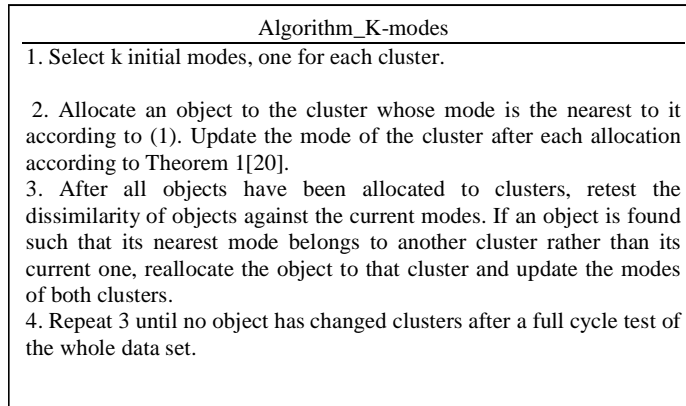 Algorithm_K-modes
1. Select k initial modes, one for each cluster.
2. Allocate an object to the cluster whose mode is the nearest to it
according to (1). Update the mode of the cluster after each allocation
according to Theorem 1[20].
3. After all objects have been allocated to clusters, retest the
dissimilarity of objects against the current modes. If an object is found
such that its nearest mode belongs to another cluster rather than its
current one, reallocate the object to that cluster and update the modes
of both clusters.
4. Repeat 3 until no object has changed clusters after a full cycle test of
the whole data set.